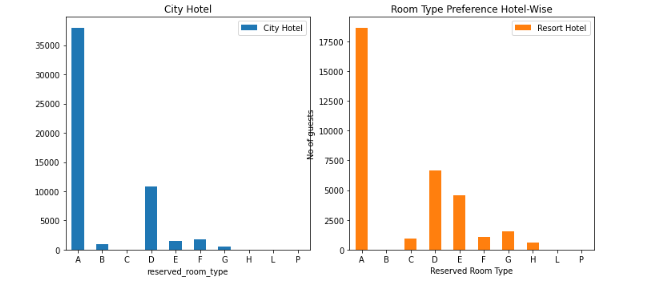 City Hotel
City Hotel
35000
30000
25000
20000
15000
10000
5000
0
A B C D E F G H L P
reserved_room_type
Room Type Preference Hotel-Wise
Resort Hotel
No of guests
17500
15000
12500
10000
7500
5000
2500
0
A B C D E F G H L P
Reserved Room Type